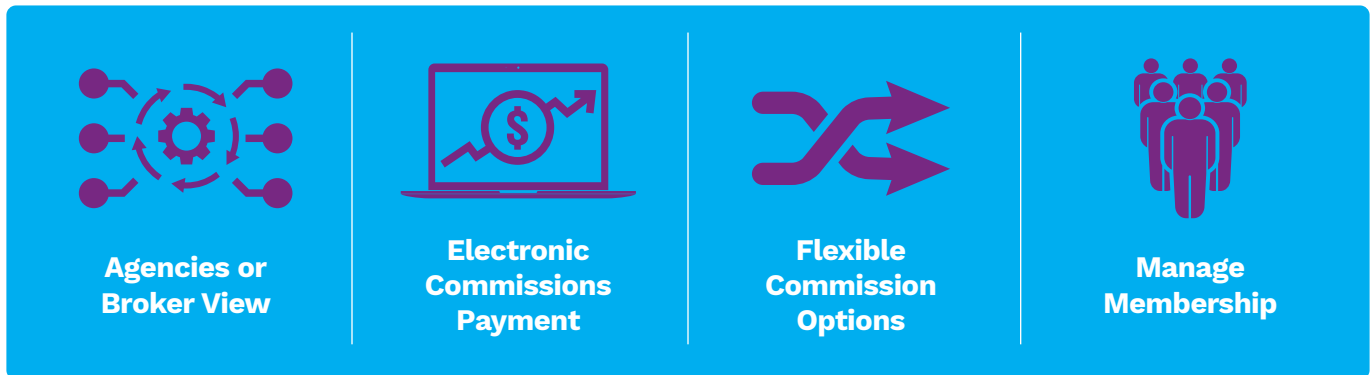 Agencies or
Broker View
Electronic
Commissions
Payment
Flexible
Commission
Options
Manage
Membership
$